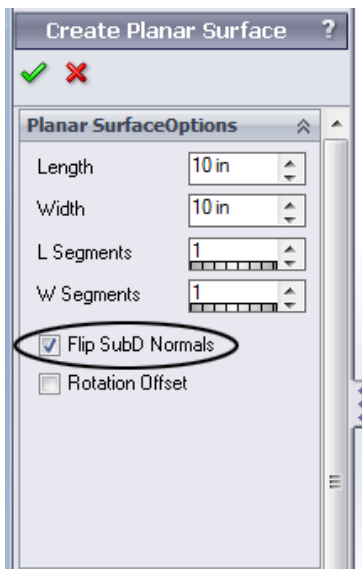 Create Planar Surface ?
Planar SurfaceOptions
Length 10 in
Width 10 in
L Segments 1
W Segments 1
Flip SubD Normals
Rotation Offset